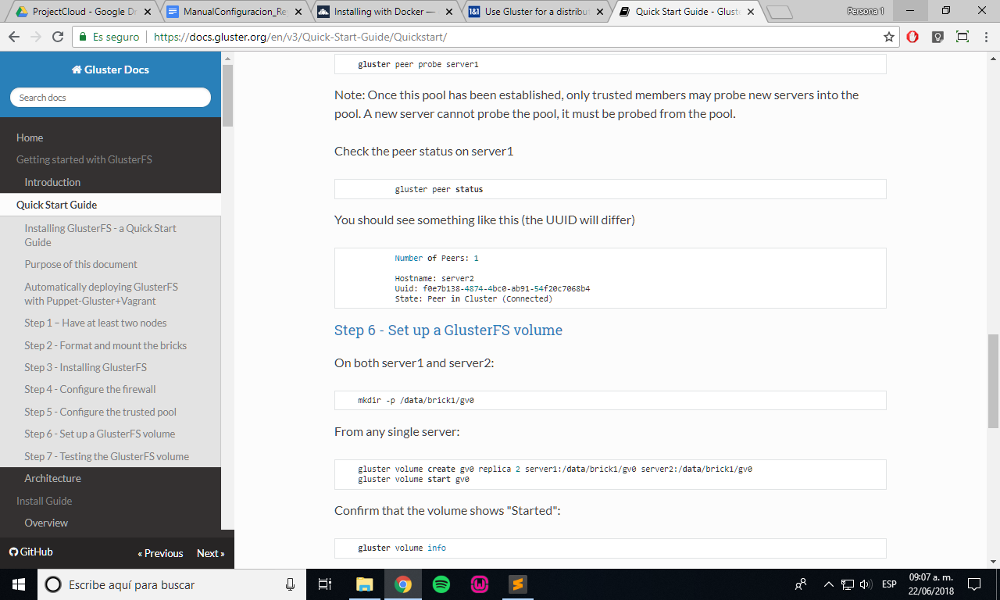 ProjectCloud - Google Dr
ManualConfiguracion_Re
Installing with Docker —
Use Gluster for a distribut
Quick Start Guide - Glust
Persona 1
Es seguro
https://docs.gluster.org/en/v3/Quick-Start-Guide/Quickstart/
Gluster Docs
Search docs
Home
Getting started with GlusterFS
Introduction
Quick Start Guide
Installing GlusterFS - a Quick Start
Guide
Purpose of this document
Automatically deploying GlusterFS
with Puppet-Gluster+Vagrant
Step 1 – Have at least two nodes
Step 2 - Format and mount the bricks
Step 3 - Installing GlusterFS
Step 4 - Configure the firewall
Step 5 - Configure the trusted pool
Step 6 - Set up a GlusterFS volume
Step 7 - Testing the GlusterFS volume
Architecture
Install Guide
Overview
GitHub
« Previous
Next »
gluster peer probe server1
Note: Once this pool has been established, only trusted members may probe new servers into the
pool. A new server cannot probe the pool, it must be probed from the pool.
Check the peer status on server1
gluster peer status
You should see something like this (the UUID will differ)
Number of Peers: 1
Hostname: server2
Uuid: f0e7b138-4874-4bc0-ab91-54f20c7068b4
State: Peer in Cluster (Connected)
Step 6 - Set up a GlusterFS volume
On both server1 and server2:
mkdir -p /data/brick1/gv0
From any single server:
gluster volume create gv0 replica 2 server1:/data/brick1/gv0 server2:/data/brick1/gv0
gluster volume start gv0
Confirm that the volume shows "Started":
gluster volume info
Escribe aquí para buscar
ESP
09:07 a. m.
22/06/2018